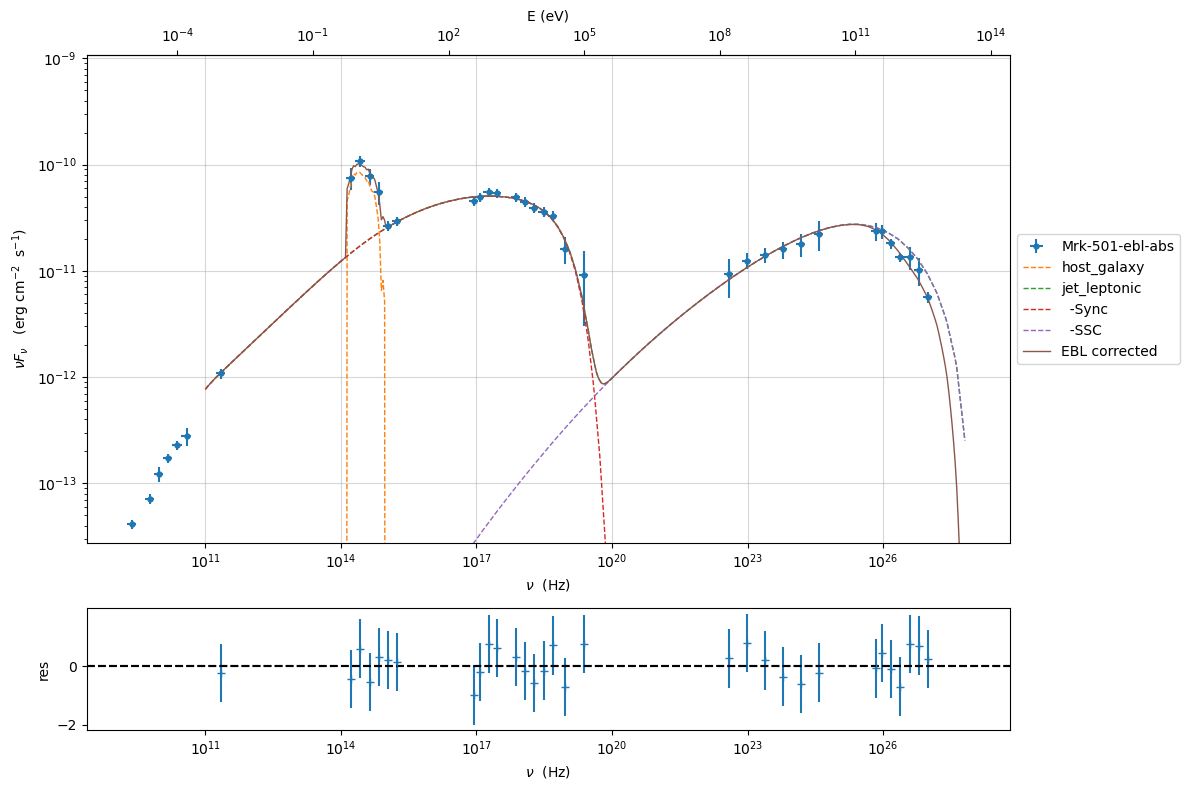 E (eV)
10⁻⁴ 10⁻¹ 10² 10⁵ 10⁸ 10¹¹ 10¹⁴
10⁻⁹
10⁻¹⁰
10⁻¹¹
10⁻¹²
10⁻¹³
νFᵥ (erg cm⁻² s⁻¹)
10¹¹ 10¹⁴ 10¹⁷ 10²⁰ 10²³ 10²⁶
ν (Hz)
Mrk-501-ebl-abs
host_galaxy
jet_leptonic
-Sync
-SSC
EBL corrected
0
−2
res
10¹¹ 10¹⁴ 10¹⁷ 10²⁰ 10²³ 10²⁶
ν (Hz)